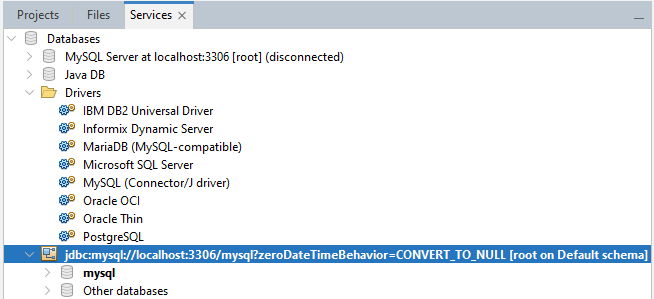 Projects Files Services
Databases
MySQL Server at localhost:3306 [root] (disconnected)
Java DB
Drivers
IBM DB2 Universal Driver
Informix Dynamic Server
MariaDB (MySQL-compatible)
Microsoft SQL Server
MySQL (Connector/J driver)
Oracle OCI
Oracle Thin
PostgreSQL
jdbc:mysql://localhost:3306/mysql?zeroDateTimeBehavior=CONVERT_TO_NULL [root on Default schema]
mysql
Other databases